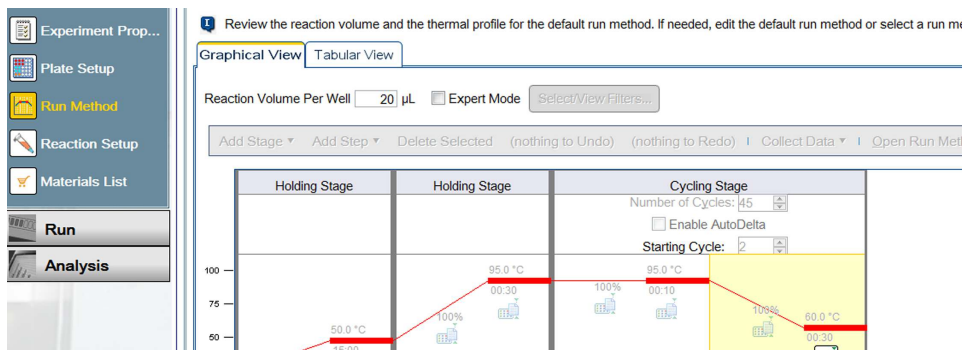 Experiment Prop...
Plate Setup
Run Method
Reaction Setup
Materials List
Run
Analysis
Review the reaction volume and the thermal profile for the default run method. If needed, edit the default run method or select a run me
Graphical View Tabular View
Reaction Volume Per Well 20 µL Expert Mode Select/View Filters...
Add Stage Add Step Delete Selected (nothing to Undo) (nothing to Redo) Collect Data Open Run Met
Holding Stage Holding Stage Cycling Stage
Number of Cycles: 45
Enable AutoDelta
Starting Cycle: 2
100 95.0 °C 95.0 °C
00:30 100% 00:10
75
100% 100% 60.0 °C
50 50.0 °C 00:30
15:00